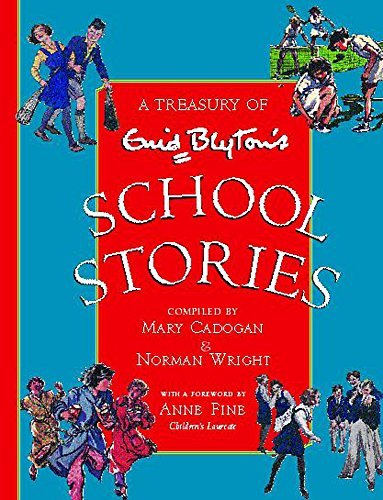 A TREASURY OF
Enid Blyton's
SCHOOL
STORIES
COMPILED BY
MARY CADOGAN
&
NORMAN WRIGHT
WITH A FOREWORD BY
ANNE FINE
Children's Laureate